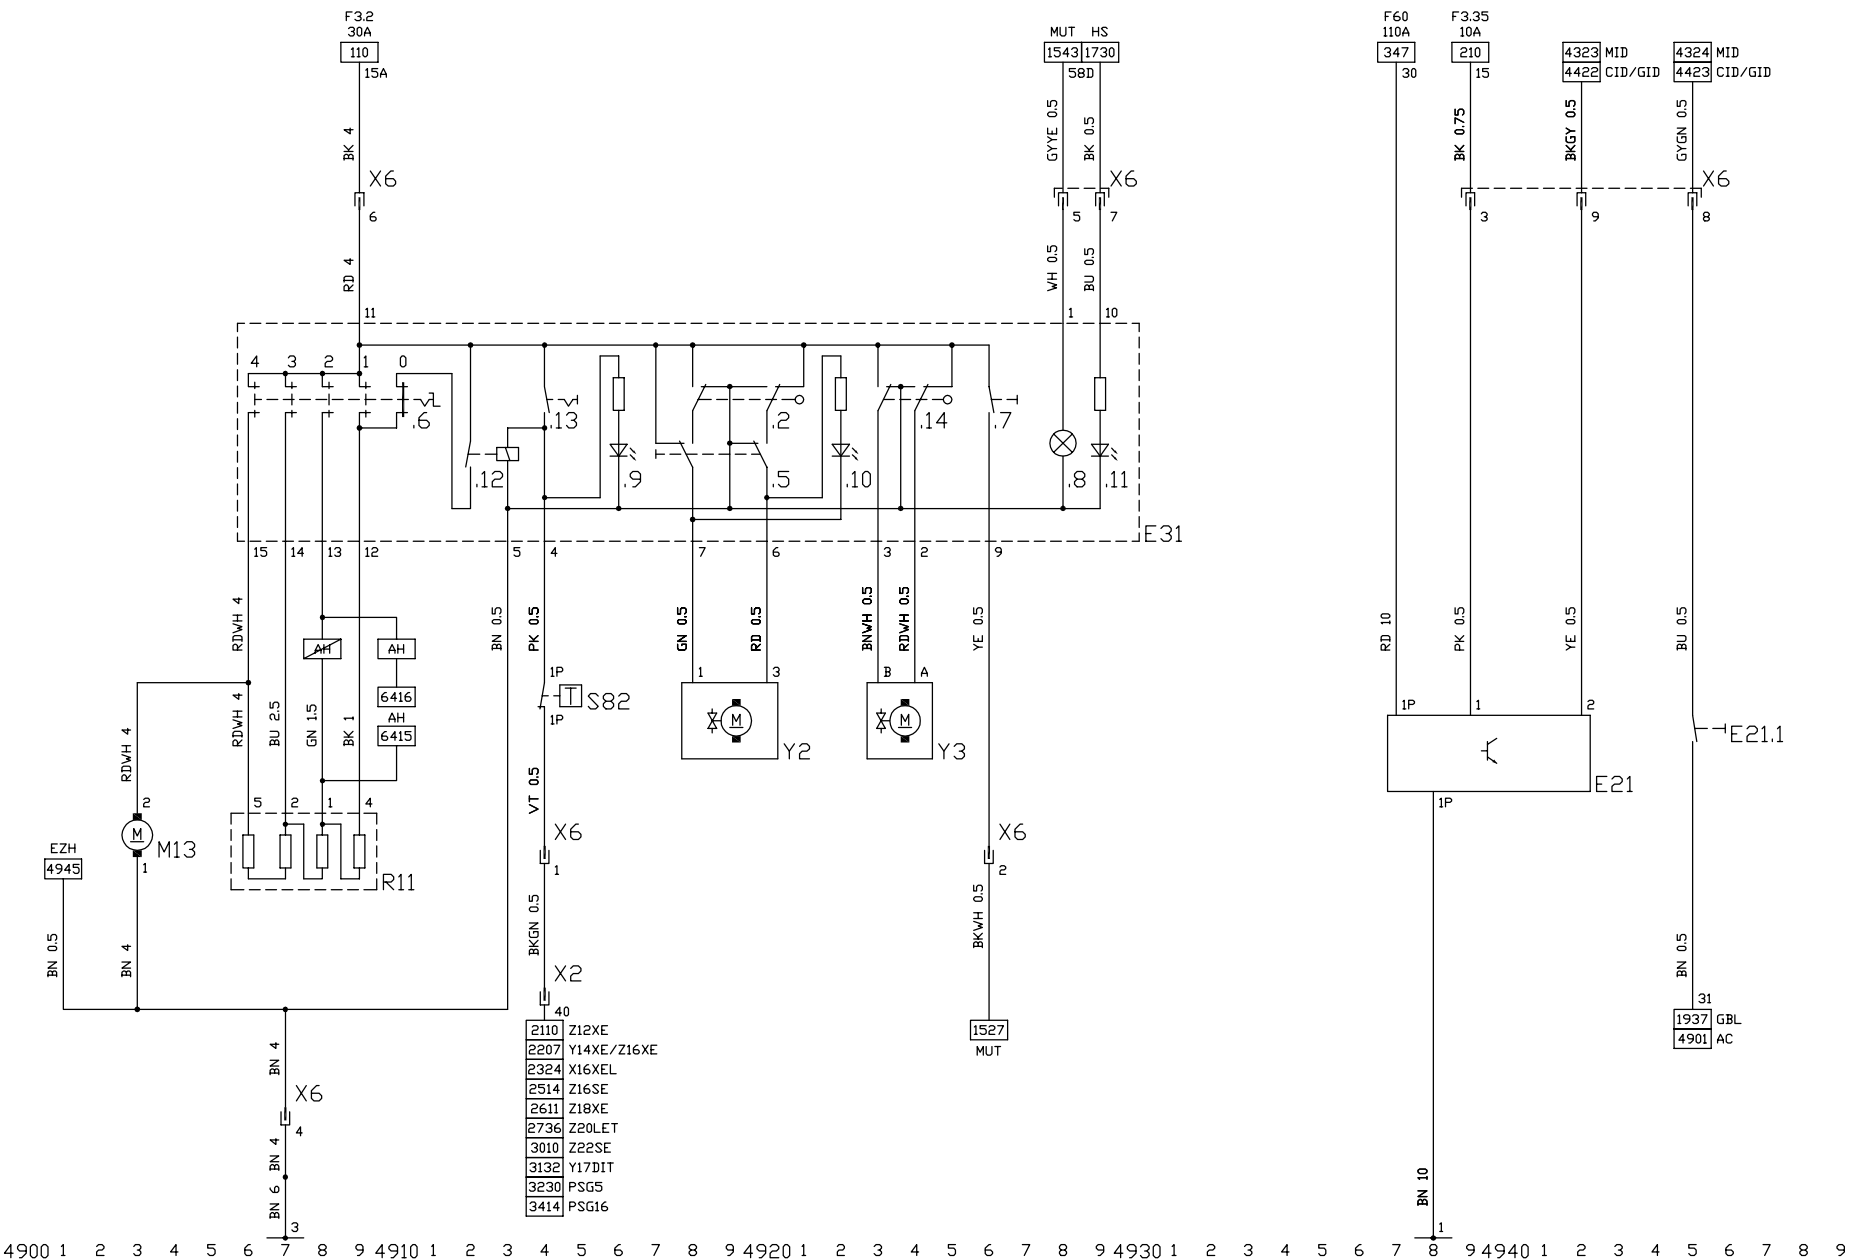 F3.2
30A
110
15A
BK 4
X6
6
RD 4
11
MUT HS
1543 1730
58D
GYYE 0.5
BK 0.5
X6
5
7
WH 0.5
BU 0.5
1
10
F60
110A
347
30
F3.35
10A
210
15
4323 MID
4422 CID/GID
4324 MID
4423 CID/GID
BK 0.75
BKGY 0.5
GYGN 0.5
X6
3
9
8
4 3 2 1 0
.6
.12
.13
.9
.2
.5
.10
.14
.7
.8
.11
E31
15 14 13 12 5 4 7 6 3 2 9
RDWH 4
BN 0.5
PK 0.5
GN 0.5
RD 0.5
BNWH 0.5
RDWH 0.5
YE 0.5
RD 10
PK 0.5
YE 0.5
BU 0.5
AH
AH
6416
AH
6415
RDWH 4
RDWH 4
BU 2.5
GN 1.5
BK 1
1P
T
S82
1P
1
3
M
Y2
B
A
M
Y3
1P
1
2
E21
1P
E21.1
VT 0.5
2
M
M13
1
5 2 1 4
R11
EZH
4945
X6
1
X6
2
BN 0.5
BN 4
BKGN 0.5
BKWH 0.5
BN 0.5
X2
40
31
1937 GBL
4901 AC
2110 Z12XE
2207 Y14XE/Z16XE
2324 X16XEL
2514 Z16SE
2611 Z18XE
2736 Z20LET
3010 Z22SE
3132 Y17DIT
3230 PSG5
3414 PSG16
1527
MUT
BN 4
X6
4
BN 4
BN 6
3
BN 10
1
4900 1 2 3 4 5 6 7 8 9 4910 1 2 3 4 5 6 7 8 9 4920 1 2 3 4 5 6 7 8 9 4930 1 2 3 4 5 6 7 8 9 4940 1 2 3 4 5 6 7 8 9